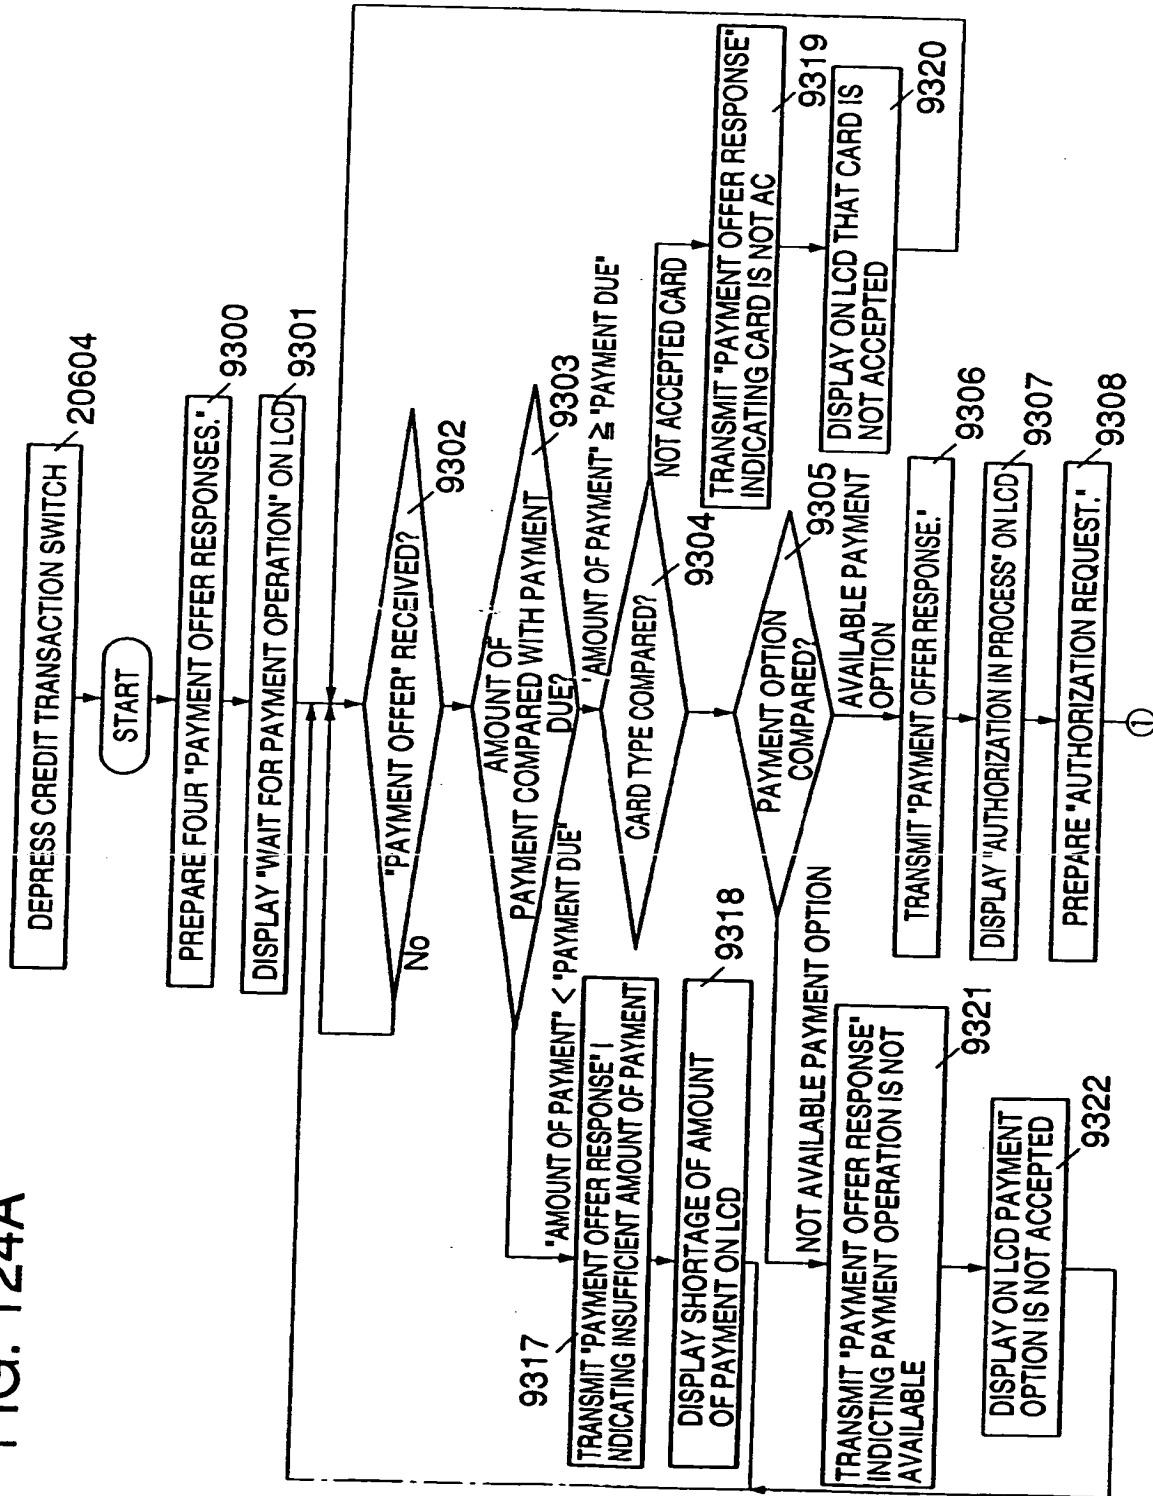 FIG. 124A
DEPRESS CREDIT TRANSACTION SWITCH
20604
START
PREPARE FOUR "PAYMENT OFFER RESPONSES."
9300
DISPLAY "WAIT FOR PAYMENT OPERATION" ON LCD
9301
"PAYMENT OFFER" RECEIVED?
9302
No
AMOUNT OF
PAYMENT COMPARED WITH PAYMENT
DUE?
9303
"AMOUNT OF PAYMENT" < "PAYMENT DUE"
"AMOUNT OF PAYMENT" ≧ "PAYMENT DUE"
9317
TRANSMIT "PAYMENT OFFER RESPONSE" I
NDICATING INSUFFICIENT AMOUNT OF PAYMENT
DISPLAY SHORTAGE OF AMOUNT
OF PAYMENT ON LCD
9318
CARD TYPE COMPARED?
9304
NOT ACCEPTED CARD
TRANSMIT "PAYMENT OFFER RESPONSE"
INDICATING CARD IS NOT AC
9319
DISPLAY ON LCD THAT CARD IS
NOT ACCEPTED
9320
PAYMENT OPTION
COMPARED?
9305
NOT AVAILABLE PAYMENT OPTION
AVAILABLE PAYMENT
OPTION
TRANSMIT "PAYMENT OFFER RESPONSE"
INDICTING PAYMENT OPERATION IS NOT
AVAILABLE
9321
DISPLAY ON LCD PAYMENT
OPTION IS NOT ACCEPTED
9322
TRANSMIT "PAYMENT OFFER RESPONSE."
9306
DISPLAY "AUTHORIZATION IN PROCESS" ON LCD
9307
PREPARE "AUTHORIZATION REQUEST."
9308
①